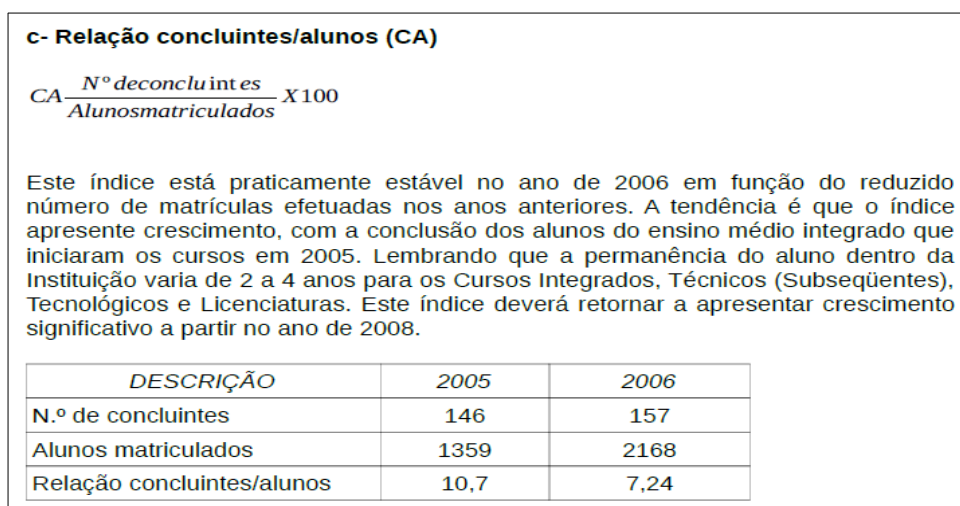 c- Relação concluintes/alunos (CA)
CA N° deconcluintes / Alunosmatriculados X100
Este índice está praticamente estável no ano de 2006 em função do reduzido
número de matrículas efetuadas nos anos anteriores. A tendência é que o índice
apresente crescimento, com a conclusão dos alunos do ensino médio integrado que
iniciaram os cursos em 2005. Lembrando que a permanência do aluno dentro da
Instituição varia de 2 a 4 anos para os Cursos Integrados, Técnicos (Subseqüentes),
Tecnológicos e Licenciaturas. Este índice deverá retornar a apresentar crescimento
significativo a partir no ano de 2008.
DESCRIÇÃO 2005 2006
N.º de concluintes 146 157
Alunos matriculados 1359 2168
Relação concluintes/alunos 10,7 7,24